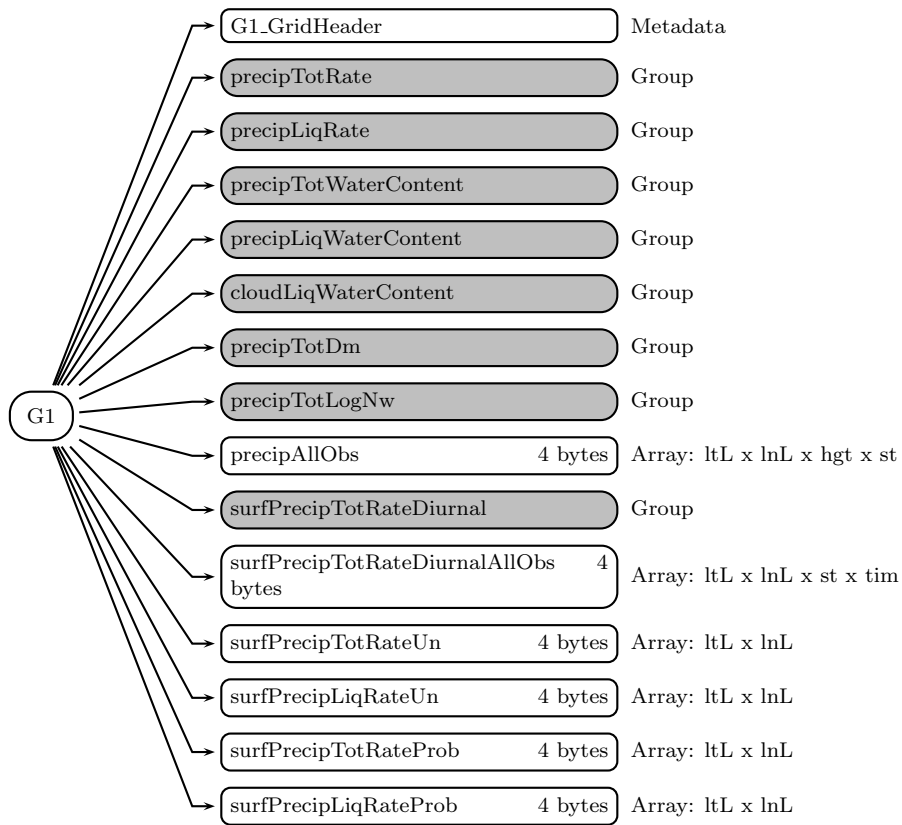 G1_GridHeader Metadata
precipTotRate Group
precipLiqRate Group
precipTotWaterContent Group
precipLiqWaterContent Group
cloudLiqWaterContent Group
precipTotDm Group
precipTotLogNw Group
G1
precipAllObs 4 bytes Array: ltL x lnL x hgt x st
surfPrecipTotRateDiurnal Group
surfPrecipTotRateDiurnalAllObs 4
bytes
Array: ltL x lnL x st x tim
surfPrecipTotRateUn 4 bytes Array: ltL x lnL
surfPrecipLiqRateUn 4 bytes Array: ltL x lnL
surfPrecipTotRateProb 4 bytes Array: ltL x lnL
surfPrecipLiqRateProb 4 bytes Array: ltL x lnL